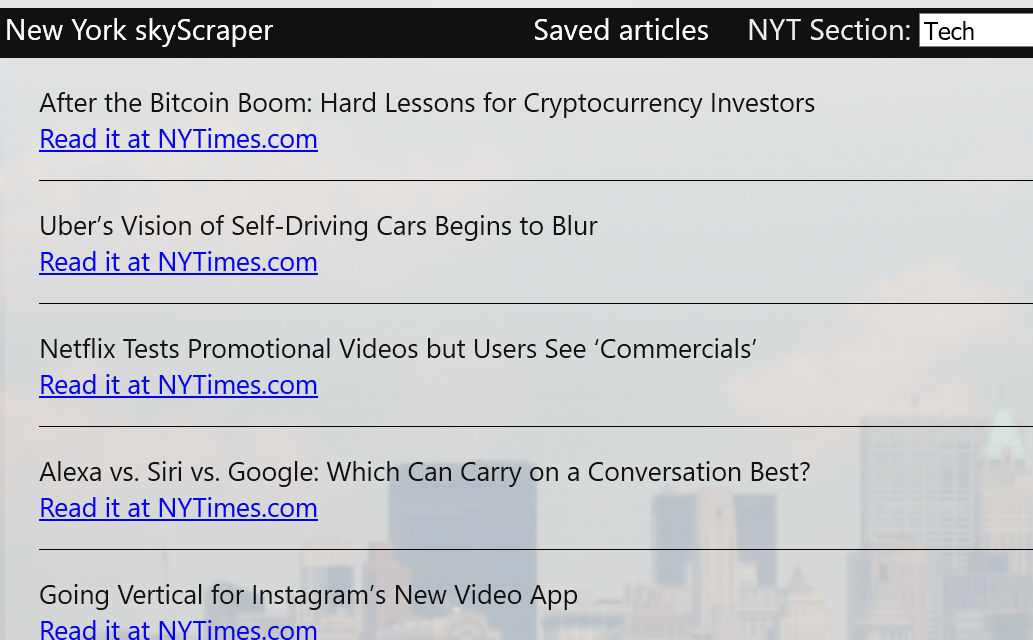 New York skyScraper Saved articles NYT Section: Tech
After the Bitcoin Boom: Hard Lessons for Cryptocurrency Investors
Read it at NYTimes.com
Uber’s Vision of Self-Driving Cars Begins to Blur
Read it at NYTimes.com
Netflix Tests Promotional Videos but Users See ‘Commercials’
Read it at NYTimes.com
Alexa vs. Siri vs. Google: Which Can Carry on a Conversation Best?
Read it at NYTimes.com
Going Vertical for Instagram’s New Video App
Read it at NYTimes.com